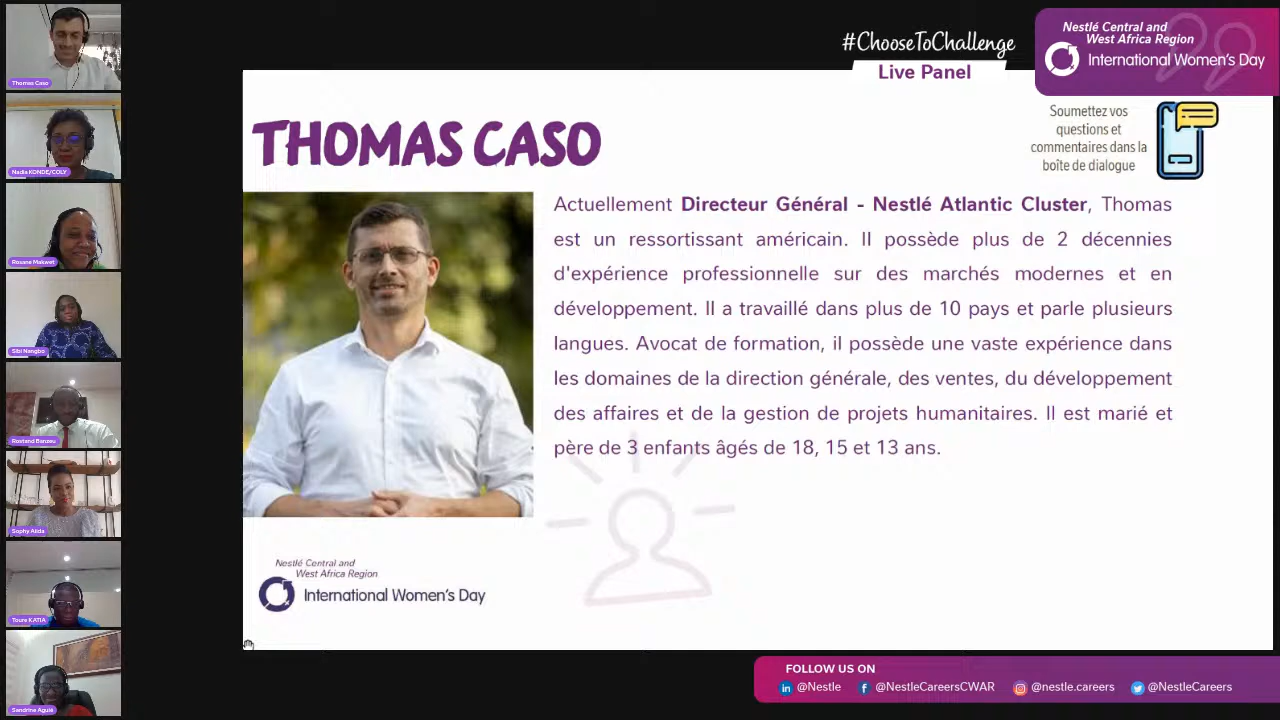 #ChooseToChallenge
Live Panel
Nestlé Central and
West Africa Region
International Women's Day
Soumettez vos
questions et
commentaires dans la
boîte de dialogue
THOMAS CASO
Actuellement Directeur Général - Nestlé Atlantic Cluster, Thomas
est un ressortissant américain. Il possède plus de 2 décennies
d'expérience professionnelle sur des marchés modernes et en
développement. Il a travaillé dans plus de 10 pays et parle plusieurs
langues. Avocat de formation, il possède une vaste expérience dans
les domaines de la direction générale, des ventes, du développement
des affaires et de la gestion de projets humanitaires. Il est marié et
père de 3 enfants âgés de 18, 15 et 13 ans.
Nestlé Central and
West Africa Region
International Women's Day
FOLLOW US ON
@Nestle @NestleCareersCWAR @nestle.careers @NestleCareers
Thomas Caso
Nadia KONDE/COLY
Roxane Makwet
Sibi Nangbo
Rostand Banzeu
Sophy Aiida
Toure KATIA
Sandrine Aguié